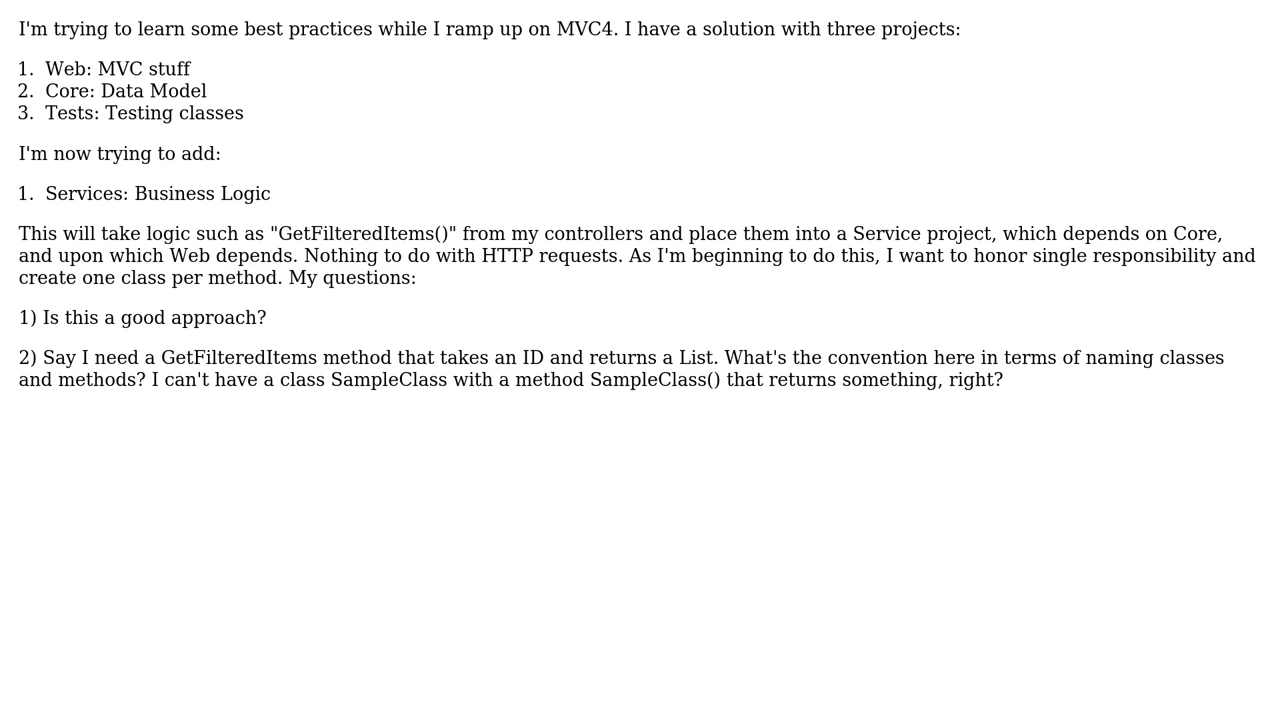 I'm trying to learn some best practices while I ramp up on MVC4. I have a solution with three projects:
1. Web: MVC stuff
2. Core: Data Model
3. Tests: Testing classes
I'm now trying to add:
1. Services: Business Logic
This will take logic such as "GetFilteredItems()" from my controllers and place them into a Service project, which depends on Core,
and upon which Web depends. Nothing to do with HTTP requests. As I'm beginning to do this, I want to honor single responsibility and
create one class per method. My questions:
1) Is this a good approach?
2) Say I need a GetFilteredItems method that takes an ID and returns a List. What's the convention here in terms of naming classes
and methods? I can't have a class SampleClass with a method SampleClass() that returns something, right?